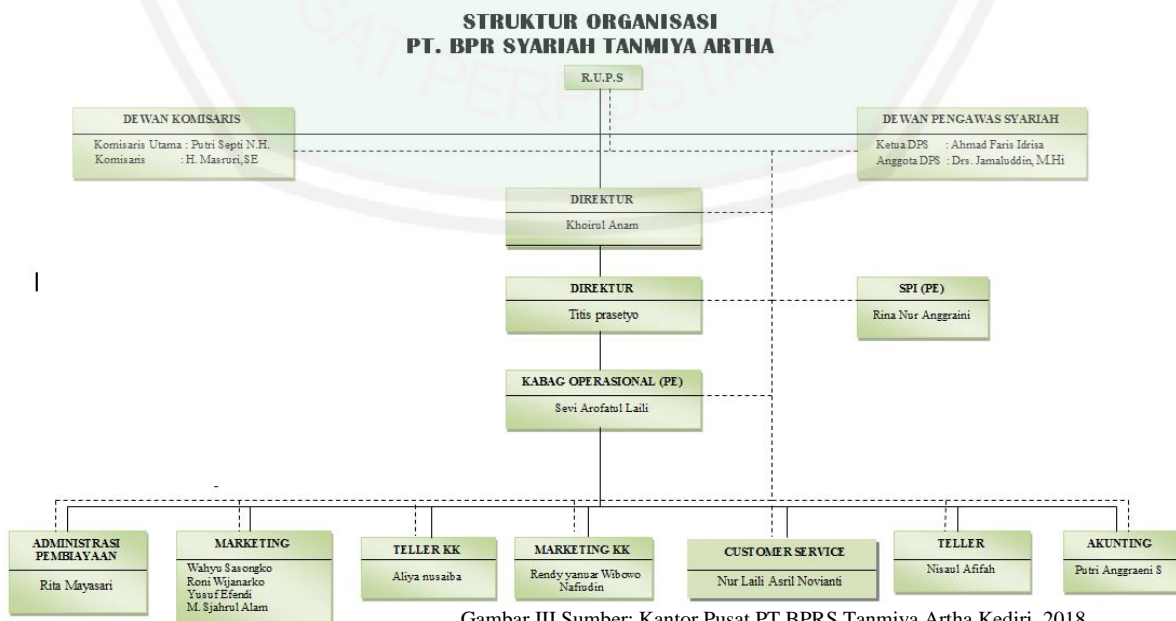 STRUKTUR ORGANISASI
PT. BPR SYARIAH TANMIYA ARTHA
R.U.P.S
DEWAN KOMISARIS
Komisaris Utama : Putri Septi N.H.
Komisaris : H. Masruri, SE
DEWAN PENGAWAS SYARIAH
Ketua DPS : Ahmad Faris Idrisa
Anggota DPS : Drs. Jamaluddin, M.Hi
DIREKTUR
Khoirul Anam
DIREKTUR
Titis prasetyo
SPI (PE)
Rina Nur Anggraini
KABAG OPERASIONAL (PE)
Sevi Arofatul Laili
ADMINISTRASI
PEMBIAYAAN
Rita Mayasari
MARKETING
Wahyu Sasongko
Roni Wijanarko
Yusuf Efendi
M. Sjahrul Alam
TELLER KK
Aliya nusaiba
MARKETING KK
Rendy yanuar Wibowo
Nafiudin
CUSTOMER SERVICE
Nur Laili Asril Novianti
TELLER
Nisaul Afifah
AKUNTING
Putri Anggraeni S
Gambar III Sumber: Kantor Pusat PT BPRS Tanmiya Artha Kediri, 2018